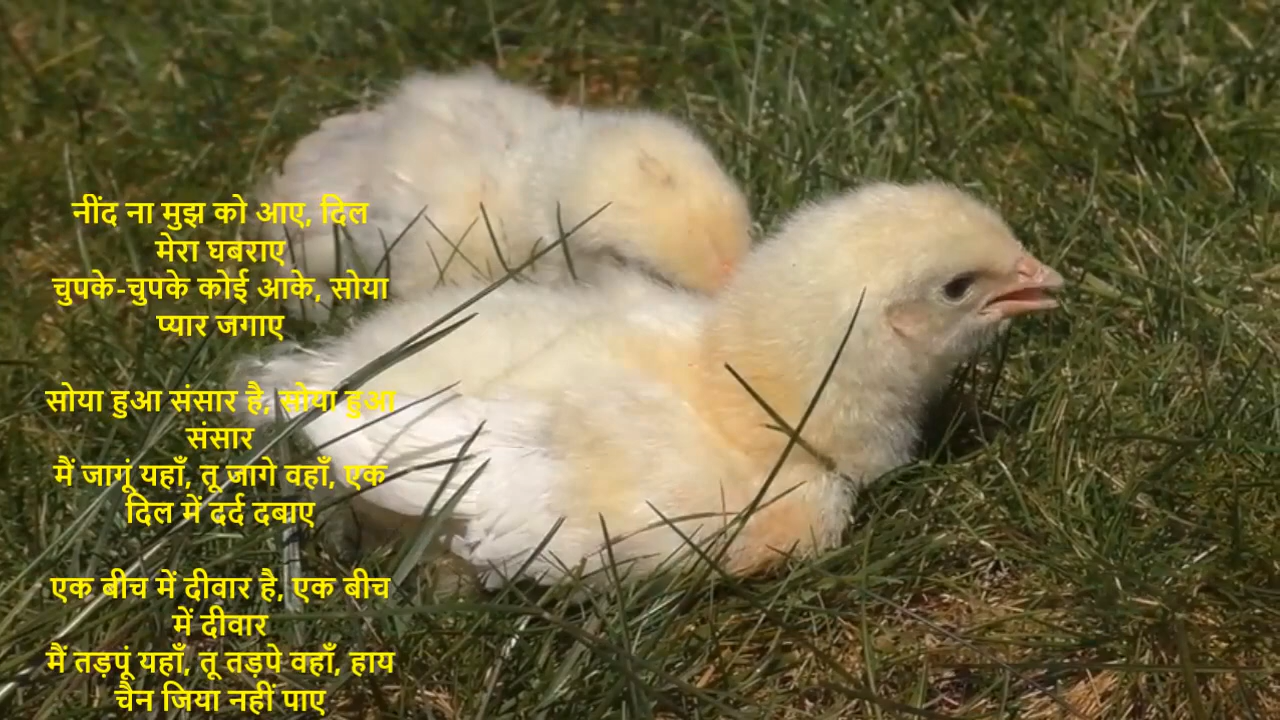 नींद ना मुझ को आए, दिल
मेरा घबराए
चुपके-चुपके कोई आके, सोया
प्यार जगाए
सोया हुआ संसार है, सोया हुआ
संसार
मैं जागूं यहाँ, तू जागे वहाँ, एक
दिल में दर्द दबाए
एक बीच में दीवार है, एक बीच
में दीवार
मैं तड़पूं यहाँ, तू तड़पे वहाँ, हाय
चैन जिया नहीं पाए